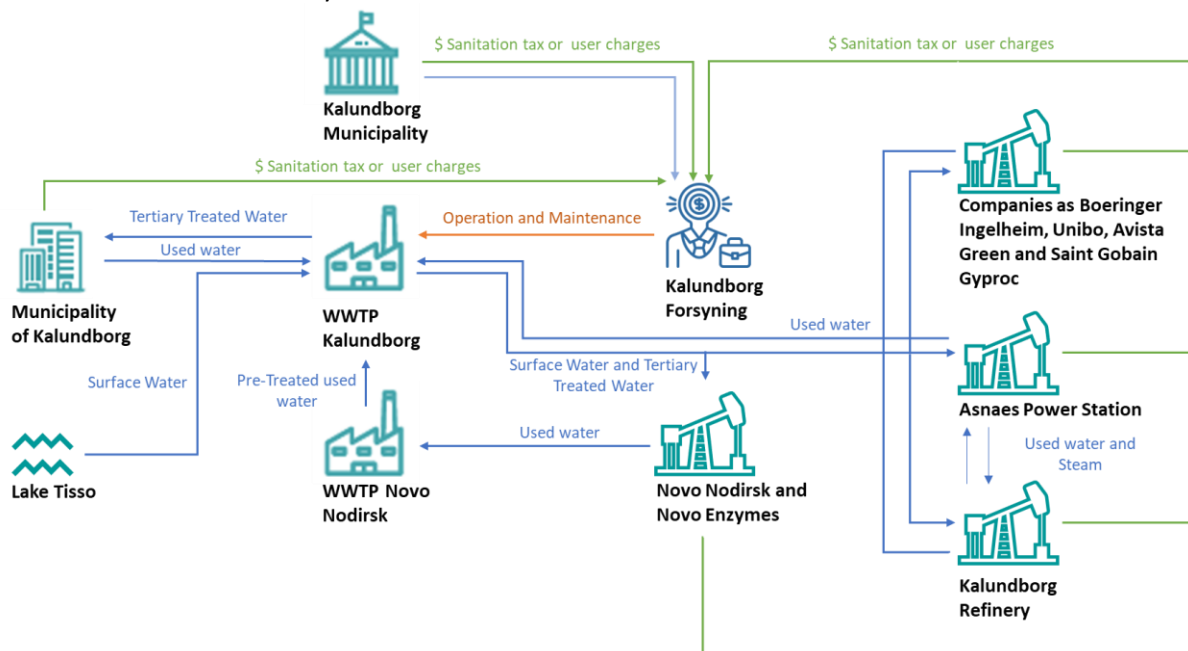 $ Sanitation tax or user charges
$ Sanitation tax or user charges
Kalundborg
Municipality
$ Sanitation tax or user charges
Tertiary Treated Water
Used water
Operation and Maintenance
Companies as Boeringer
Ingelheim, Unibo, Avista
Green and Saint Gobain
Gyproc
Municipality
of Kalundborg
WWTP
Kalundborg
Kalundborg
Forsyning
Used water
Surface Water
Pre-Treated used
water
Surface Water and Tertiary
Treated Water
Asnaes Power Station
Used water
Used water and
Steam
Lake Tisso
WWTP Novo
Nodirsk
Novo Nodirsk and
Novo Enzymes
Kalundborg
Refinery